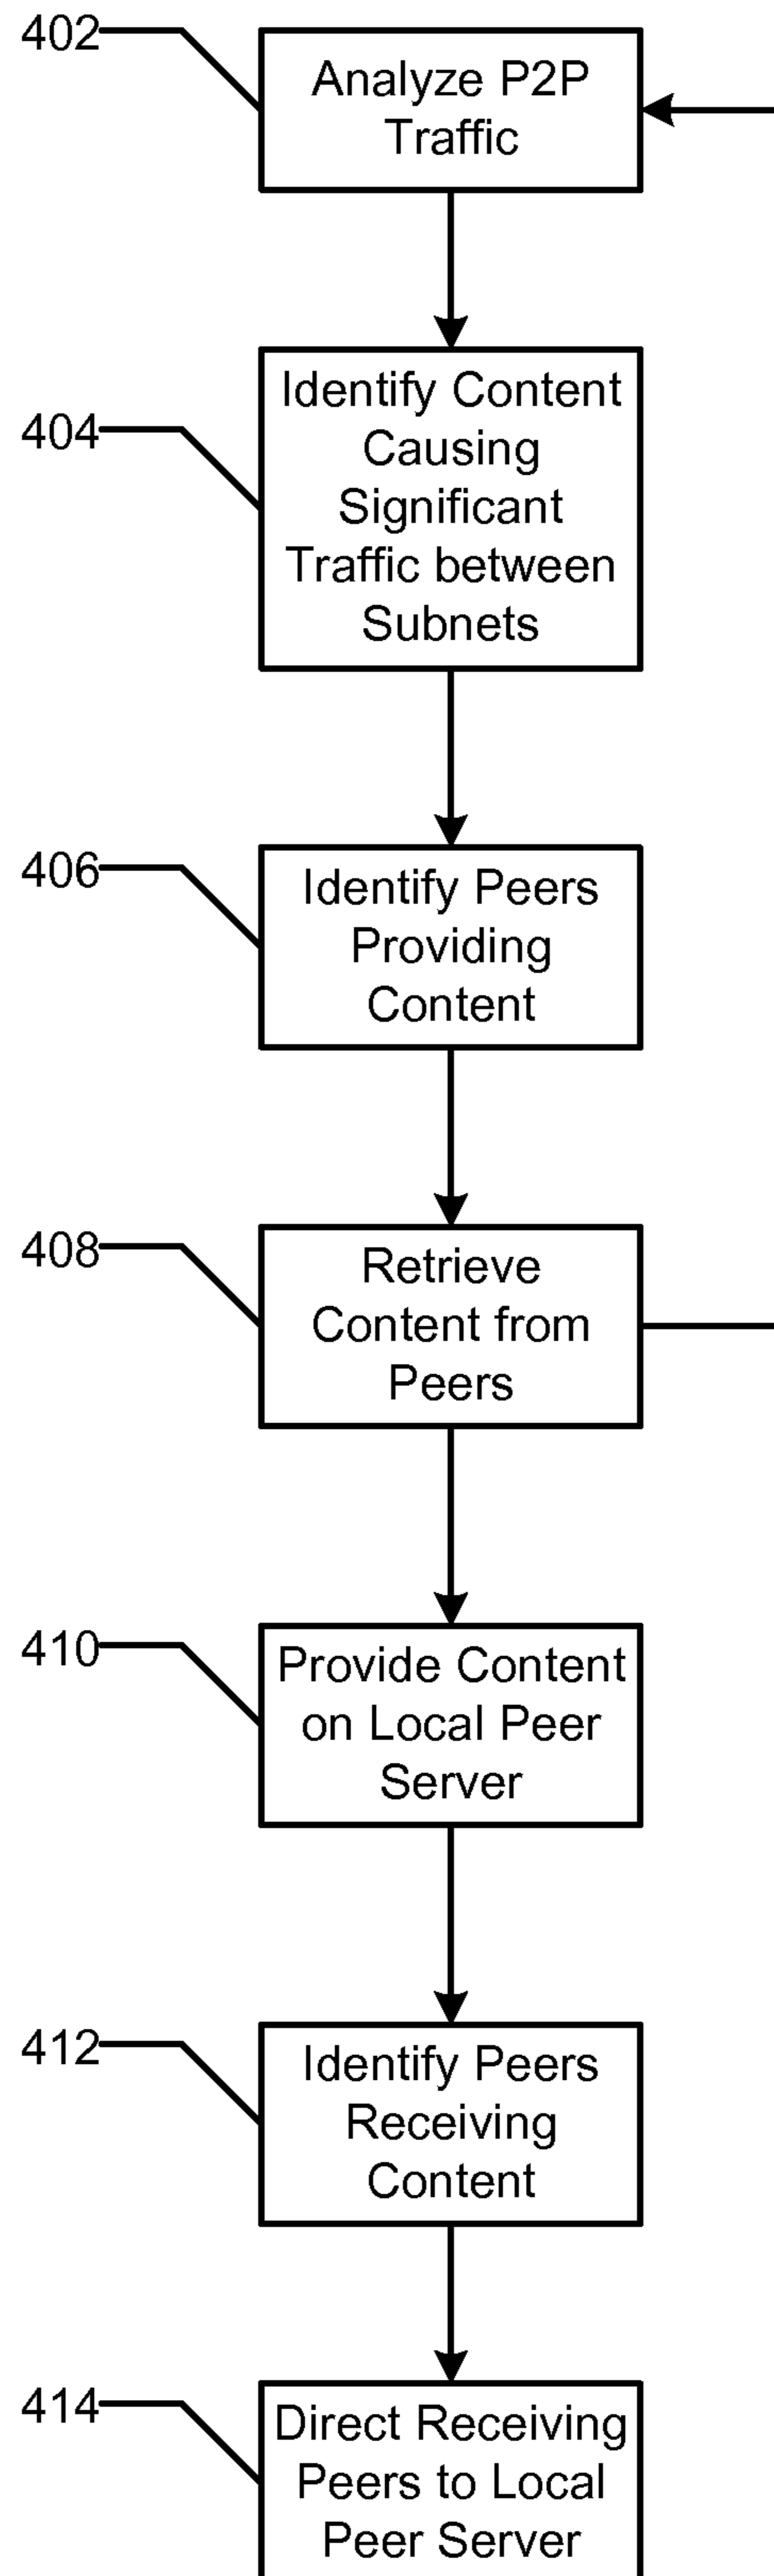 402
Analyze P2P
Traffic
404
Identify Content
Causing
Significant
Traffic between
Subnets
406
Identify Peers
Providing
Content
408
Retrieve
Content from
Peers
410
Provide Content
on Local Peer
Server
412
Identify Peers
Receiving
Content
414
Direct Receiving
Peers to Local
Peer Server